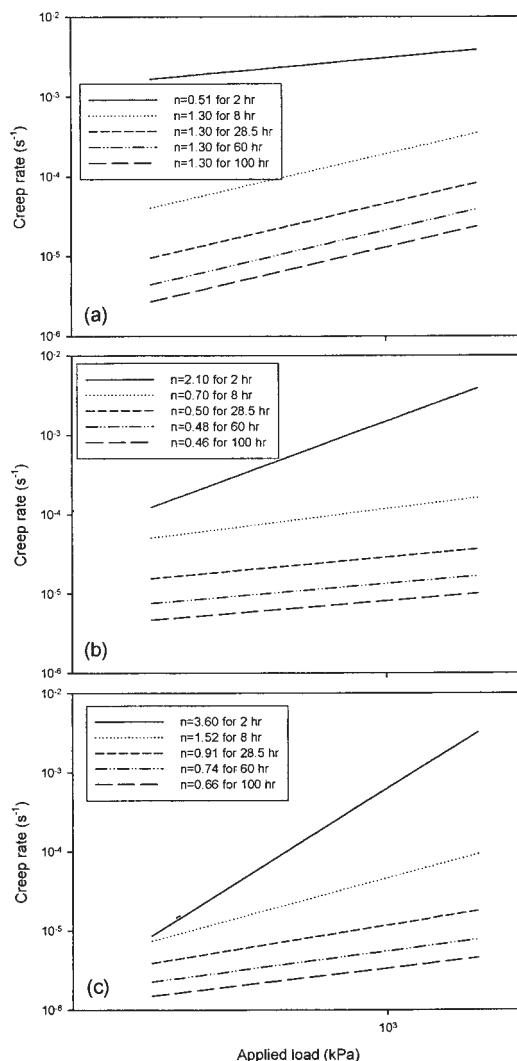 10⁻²
10⁻³
10⁻⁴
10⁻⁵
10⁻⁶
Creep rate (s⁻¹)
n=0.51 for 2 hr
n=1.30 for 8 hr
n=1.30 for 28.5 hr
n=1.30 for 60 hr
n=1.30 for 100 hr
(a)
10⁻²
10⁻³
10⁻⁴
10⁻⁵
10⁻⁶
Creep rate (s⁻¹)
n=2.10 for 2 hr
n=0.70 for 8 hr
n=0.50 for 28.5 hr
n=0.48 for 60 hr
n=0.46 for 100 hr
(b)
10⁻²
10⁻³
10⁻⁴
10⁻⁵
10⁻⁶
Creep rate (s⁻¹)
n=3.60 for 2 hr
n=1.52 for 8 hr
n=0.91 for 28.5 hr
n=0.74 for 60 hr
n=0.66 for 100 hr
(c)
10³
Applied load (kPa)